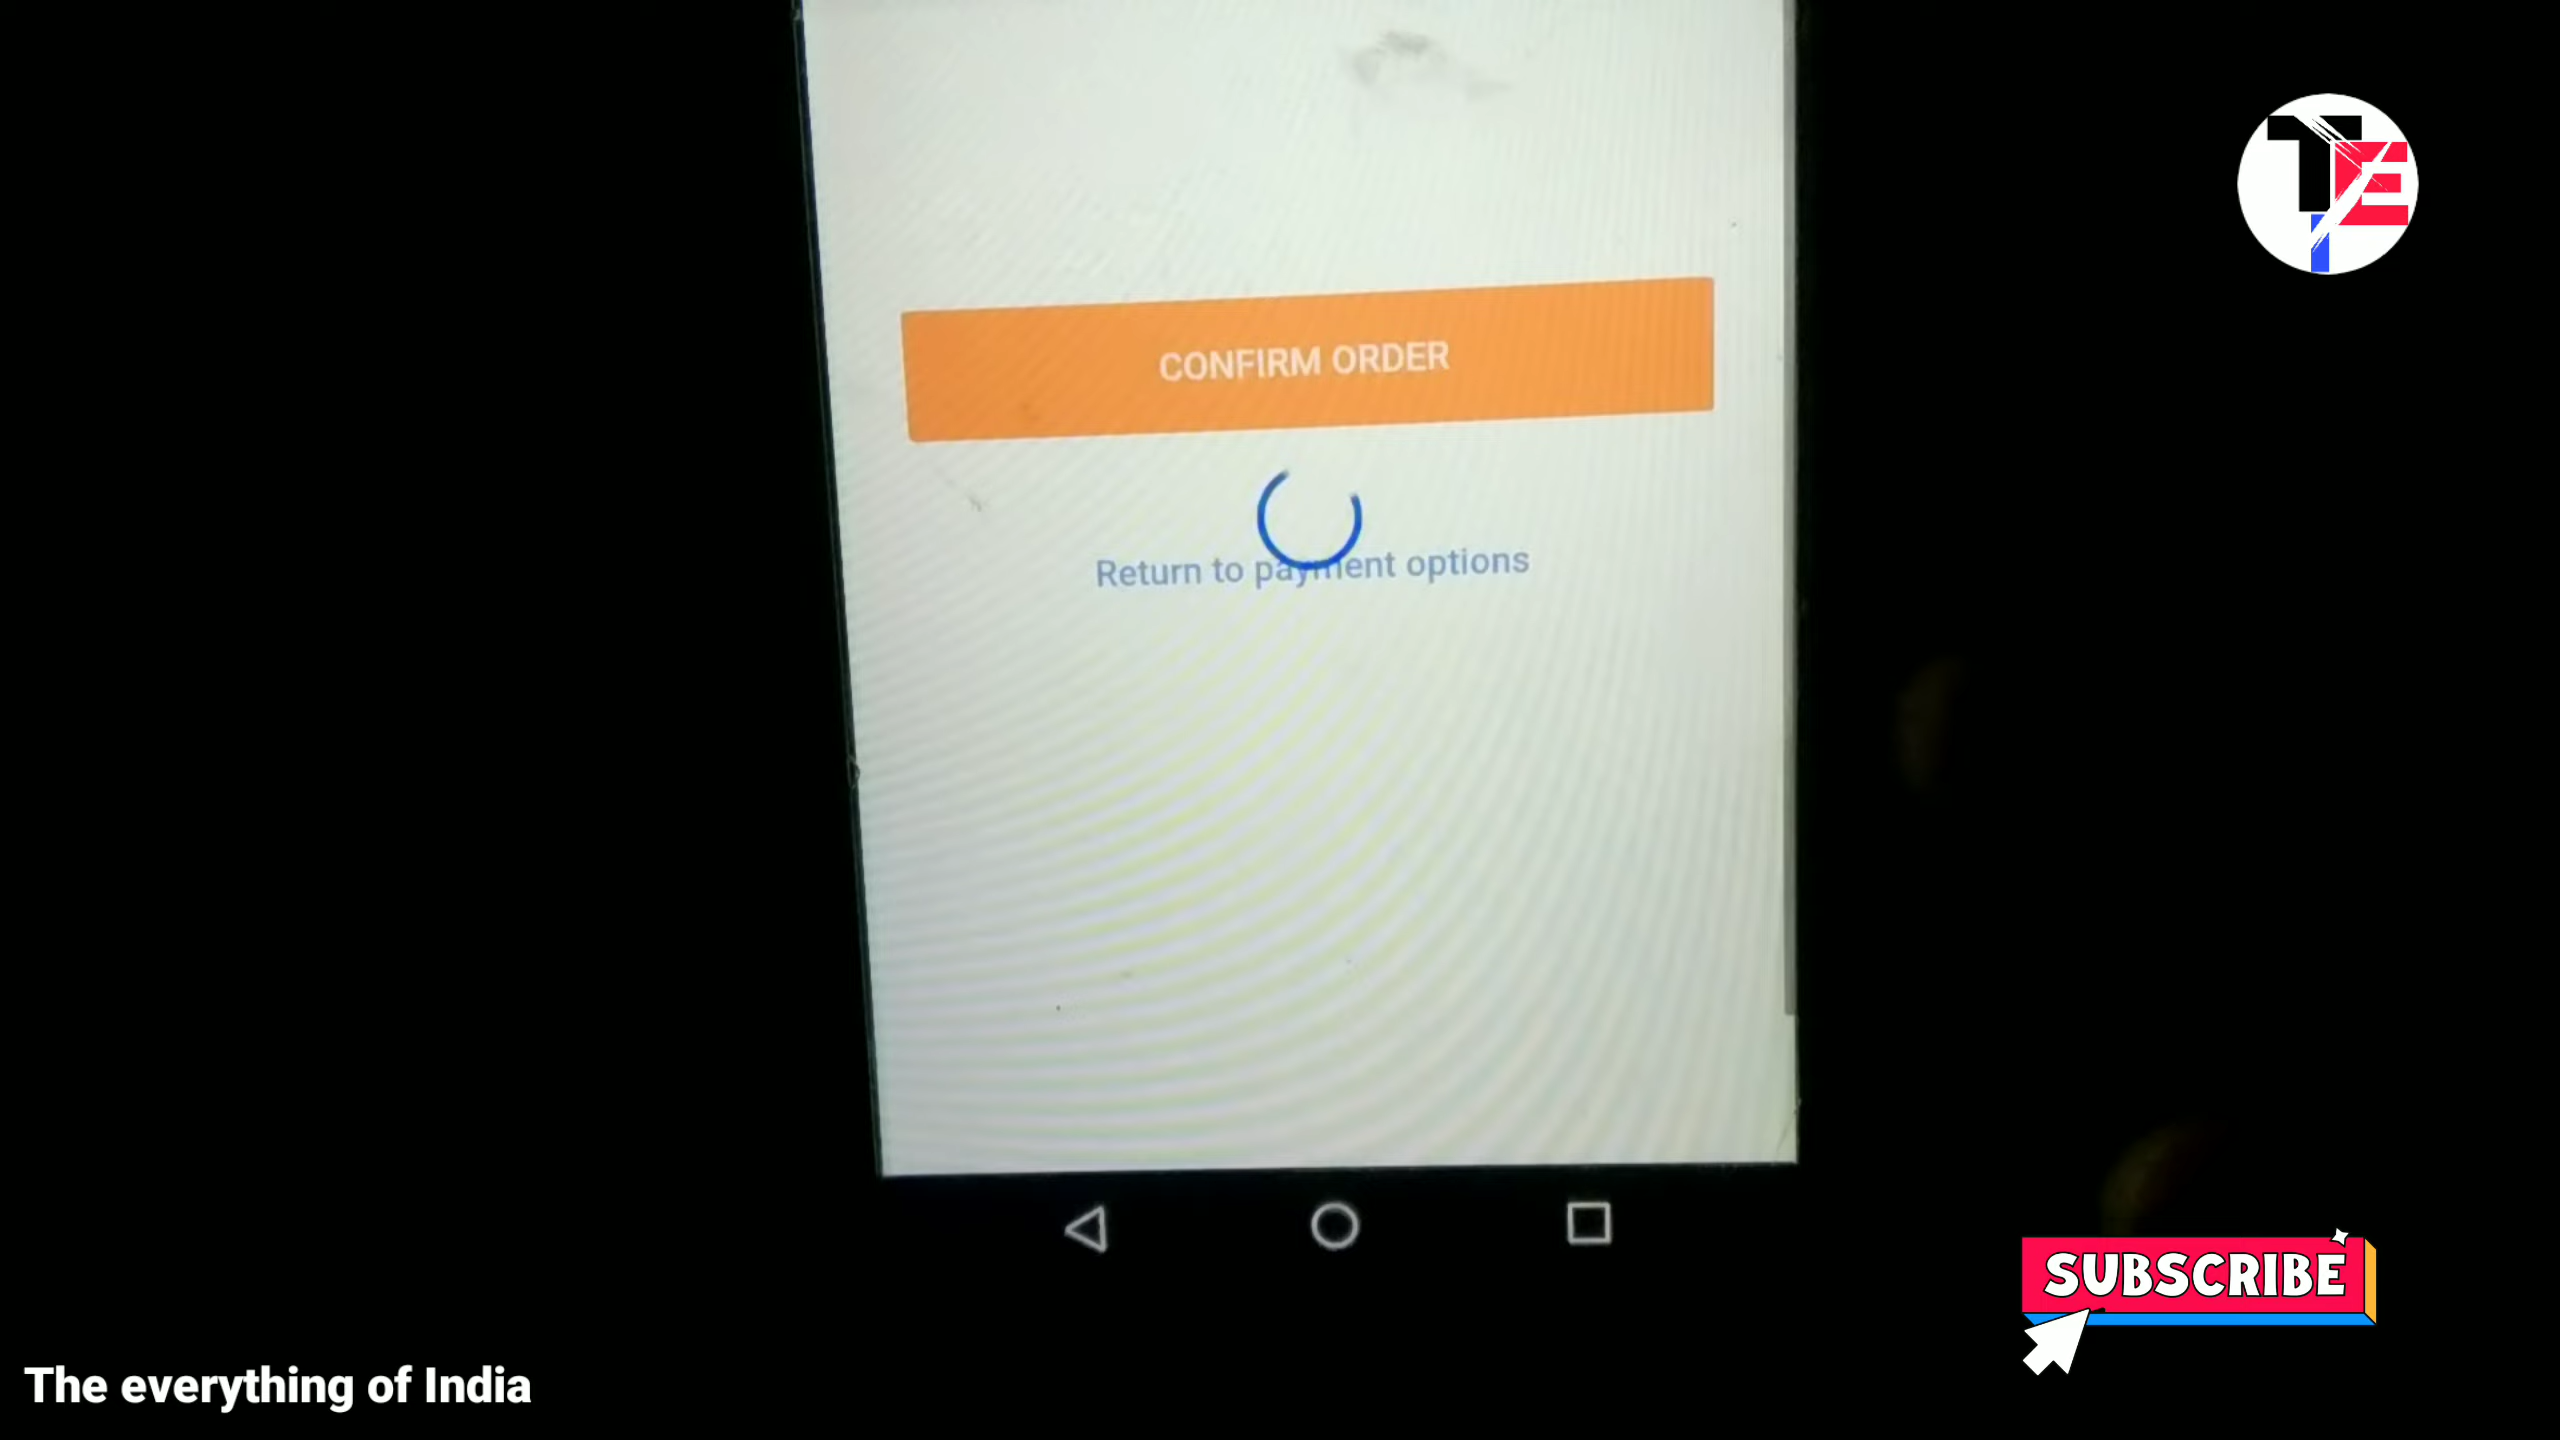 CONFIRM ORDER
Return to payment options
SUBSCRIBE
The everything of India